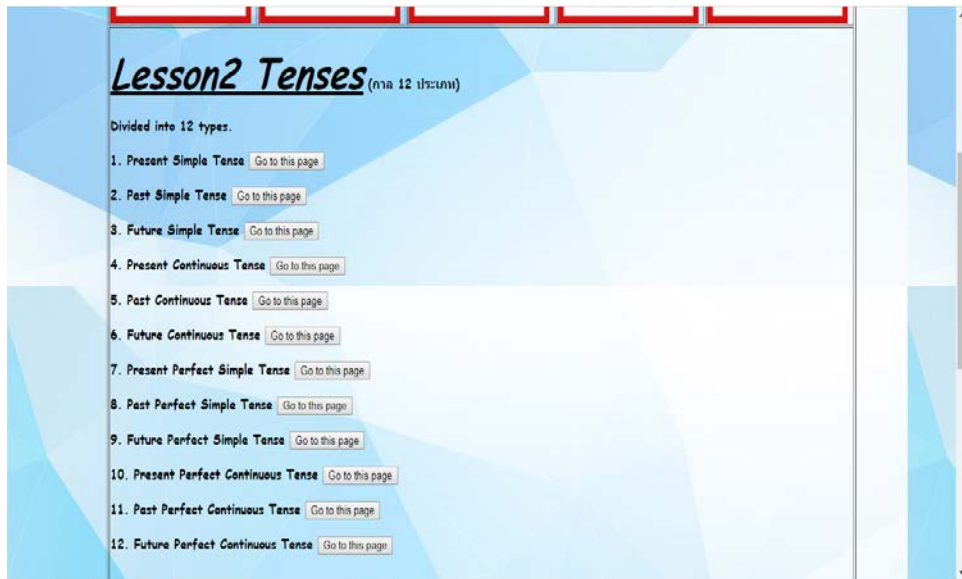 Lesson2 Tenses (กาล 12 ประเภท)
Divided into 12 types.
1. Present Simple Tense Go to this page
2. Past Simple Tense Go to this page
3. Future Simple Tense Go to this page
4. Present Continuous Tense Go to this page
5. Past Continuous Tense Go to this page
6. Future Continuous Tense Go to this page
7. Present Perfect Simple Tense Go to this page
8. Past Perfect Simple Tense Go to this page
9. Future Perfect Simple Tense Go to this page
10. Present Perfect Continuous Tense Go to this page
11. Past Perfect Continuous Tense Go to this page
12. Future Perfect Continuous Tense Go to this page